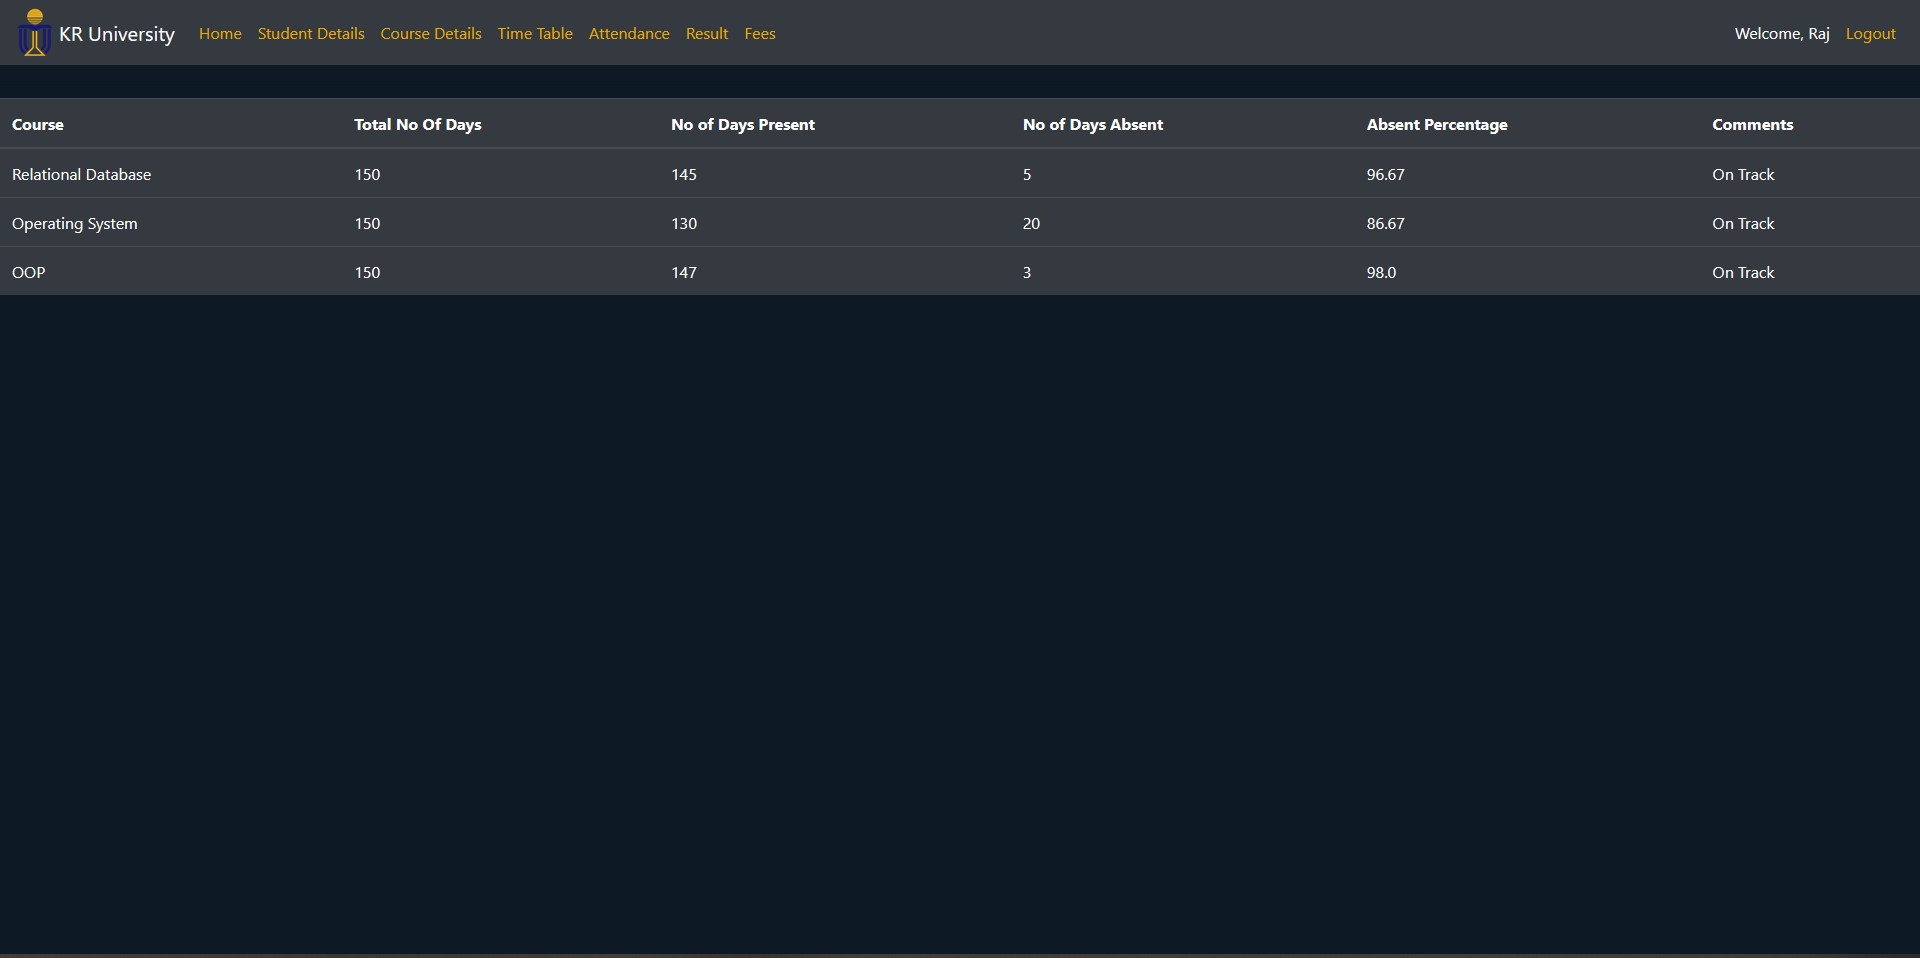 KR University Home Student Details Course Details Time Table Attendance Result Fees Welcome, Raj Logout
Course Total No Of Days No of Days Present No of Days Absent Absent Percentage Comments
Relational Database 150 145 5 96.67 On Track
Operating System 150 130 20 86.67 On Track
OOP 150 147 3 98.0 On Track